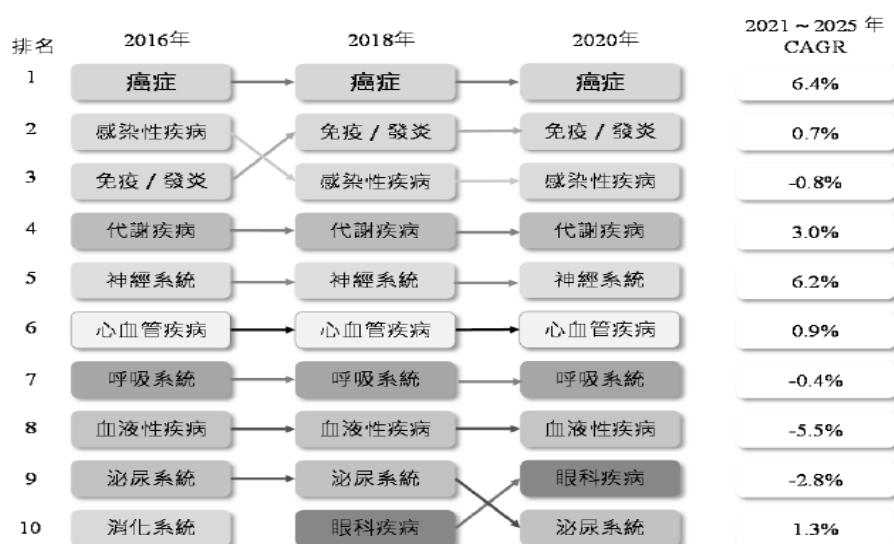 排名 2016年 2018年 2020年 2021～2025 年
CAGR
1 癌症 癌症 癌症 6.4%
2 感染性疾病 免疫 / 發炎 免疫 / 發炎 0.7%
3 免疫 / 發炎 感染性疾病 感染性疾病 -0.8%
4 代謝疾病 代謝疾病 代謝疾病 3.0%
5 神經系統 神經系統 神經系統 6.2%
6 心血管疾病 心血管疾病 心血管疾病 0.9%
7 呼吸系統 呼吸系統 呼吸系統 -0.4%
8 血液性疾病 血液性疾病 血液性疾病 -5.5%
9 泌尿系統 泌尿系統 眼科疾病 -2.8%
10 消化系統 眼科疾病 泌尿系統 1.3%